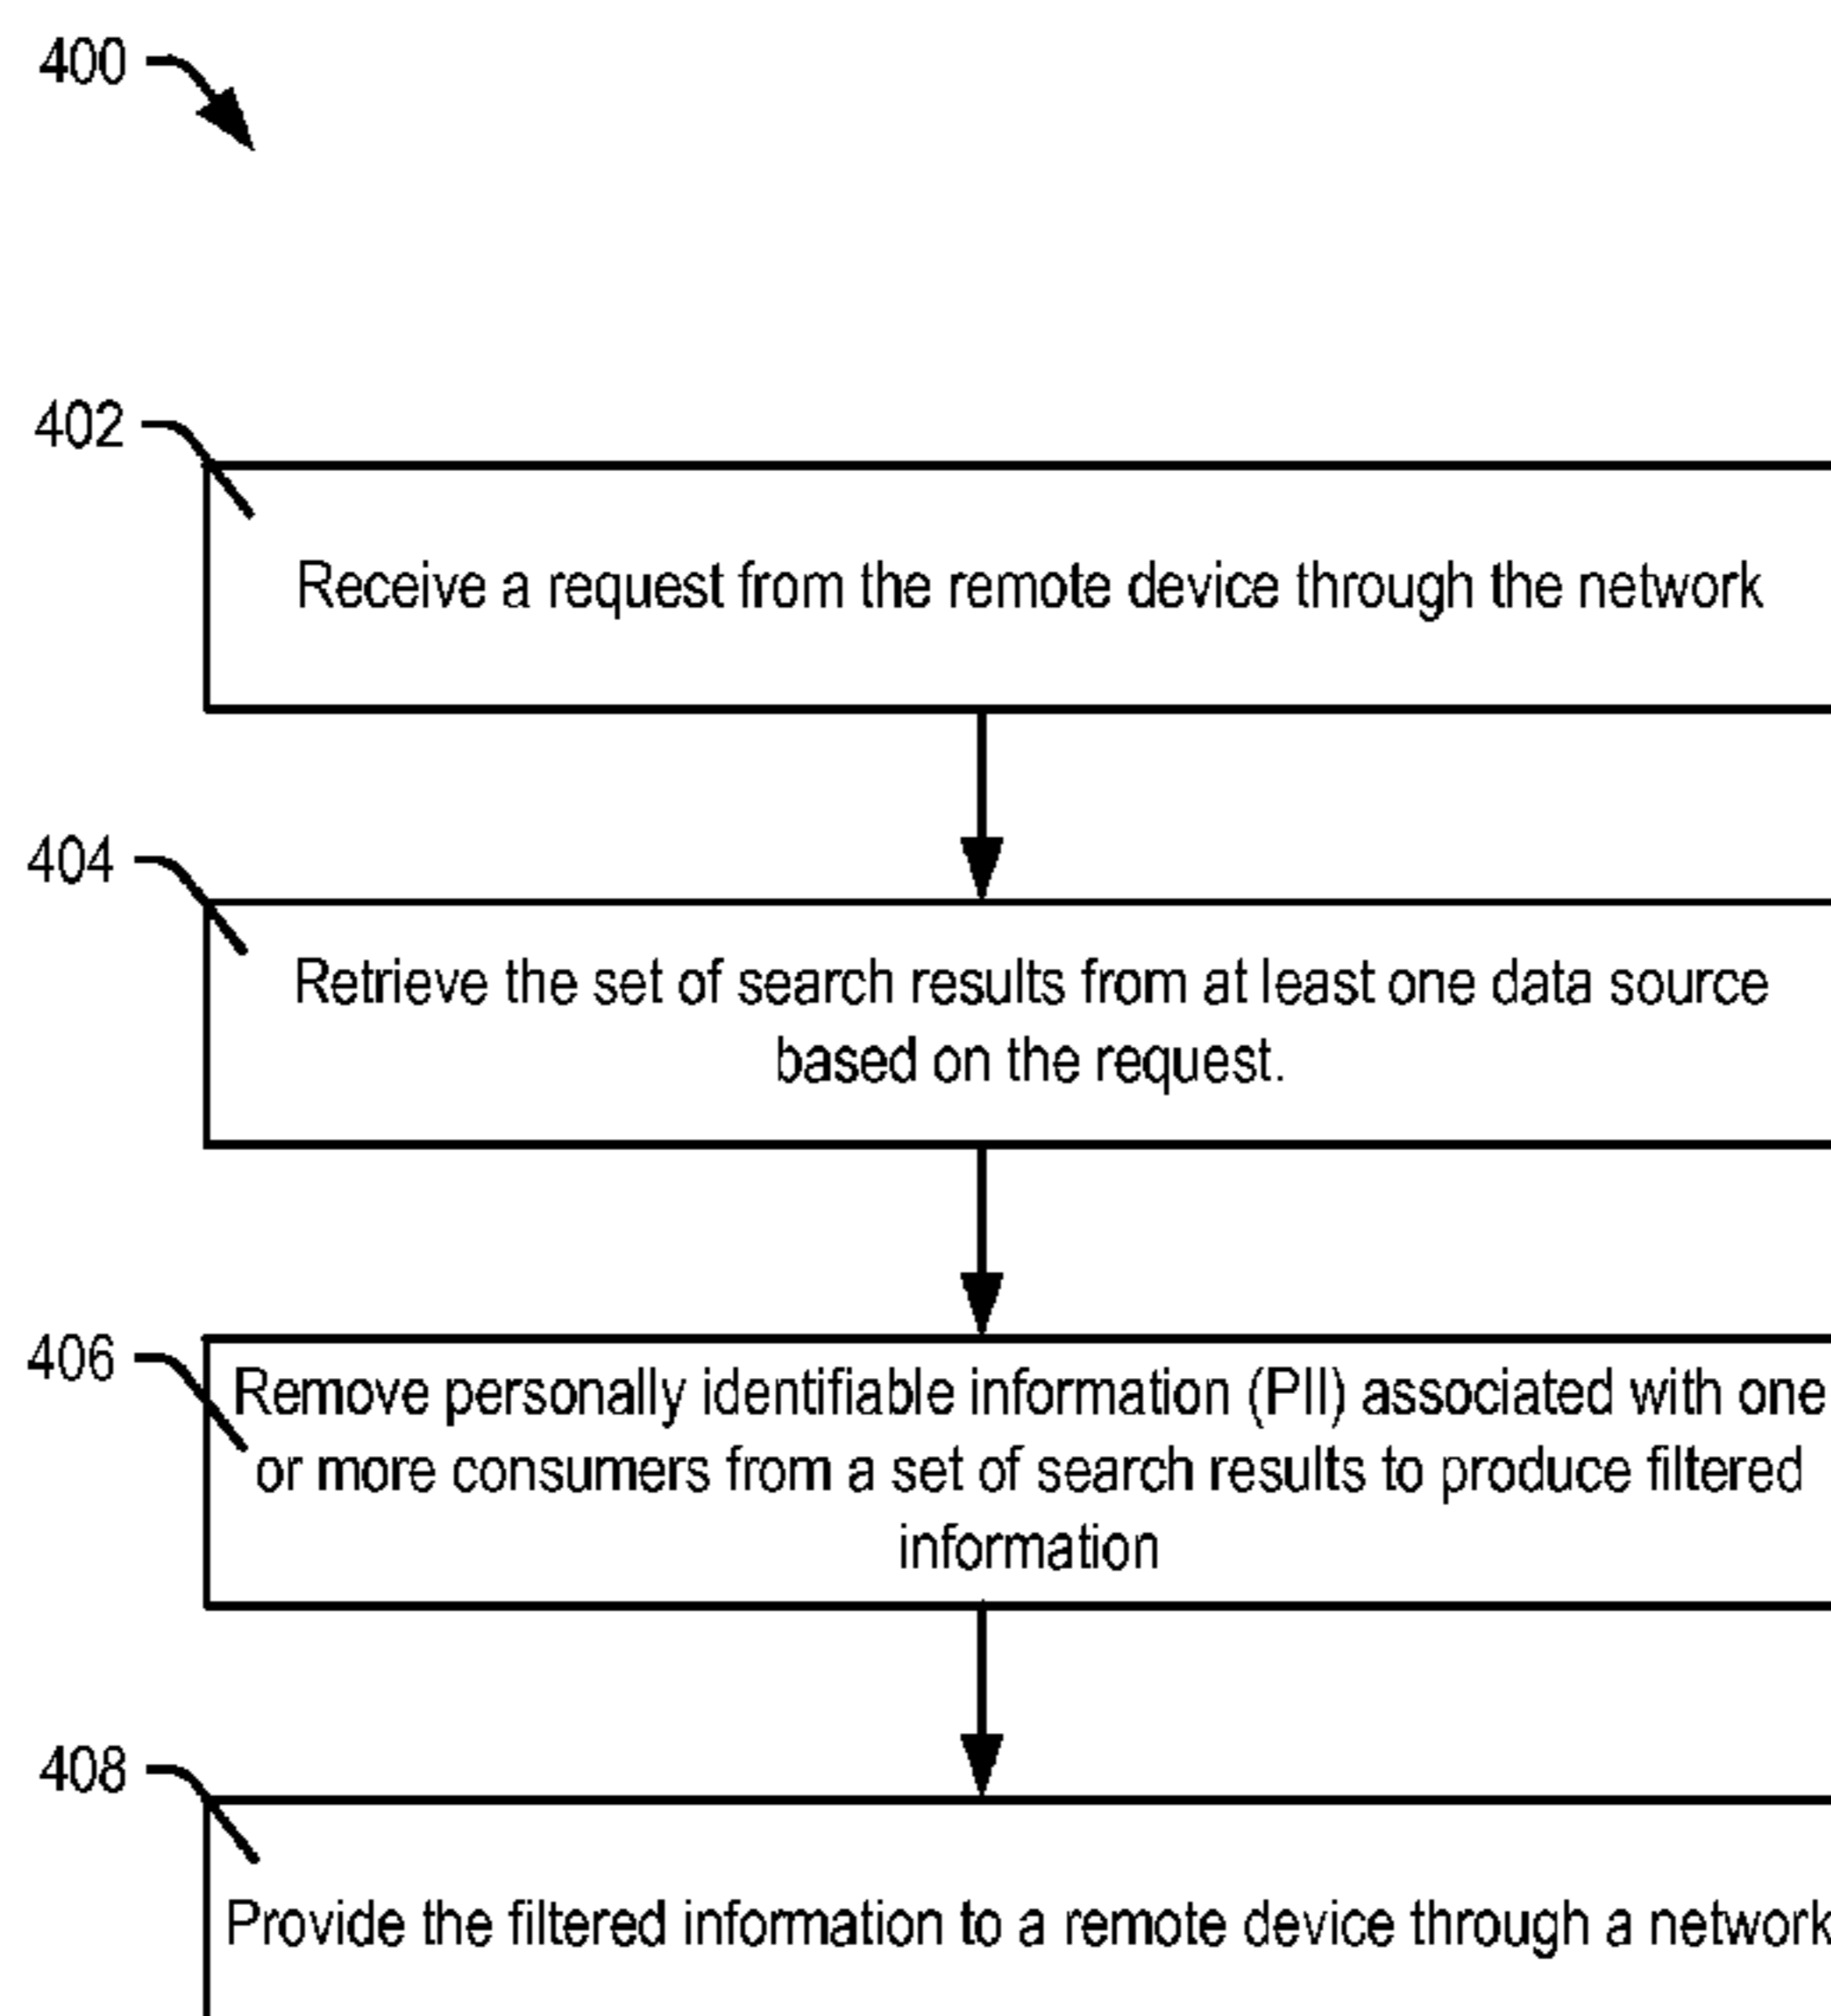 400
402
Receive a request from the remote device through the network
404
Retrieve the set of search results from at least one data source
based on the request.
406
Remove personally identifiable information (PII) associated with one
or more consumers from a set of search results to produce filtered
information
408
Provide the filtered information to a remote device through a network